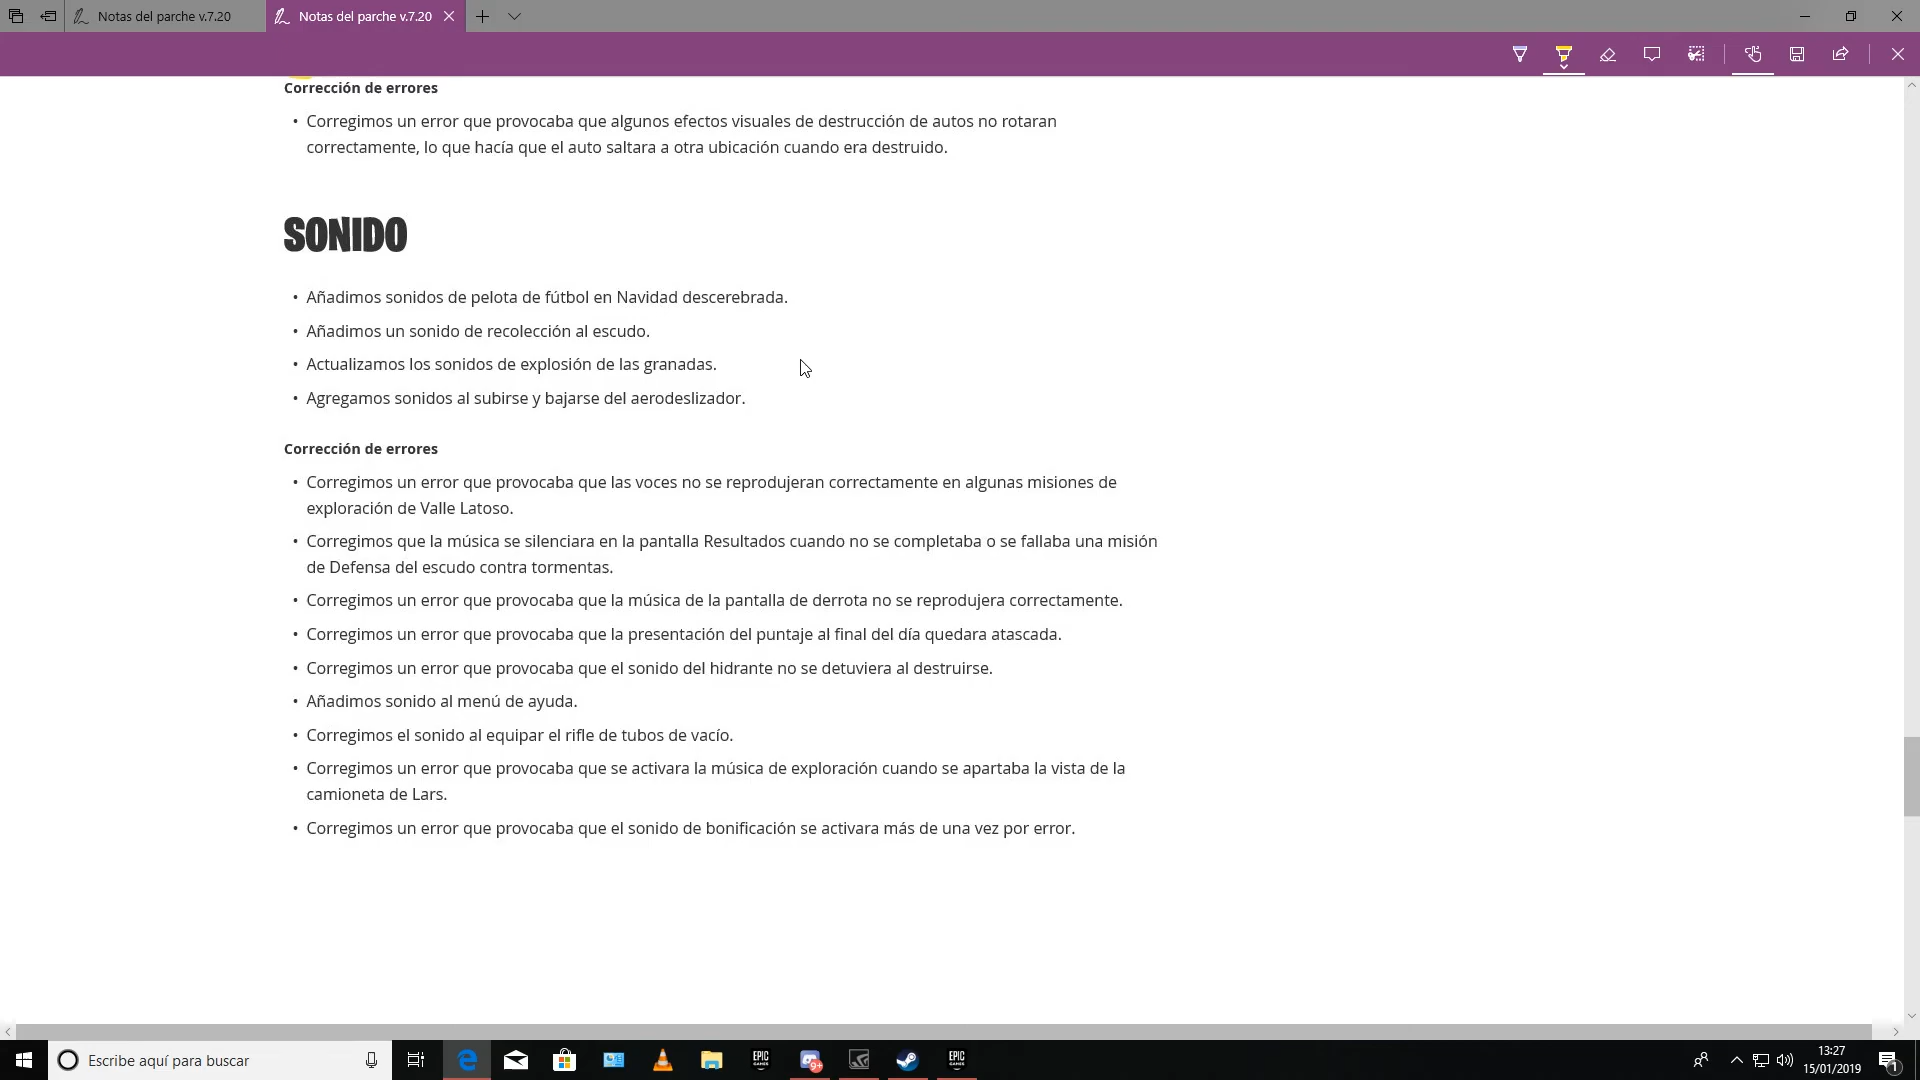 Notas del parche v.7.20
Notas del parche v.7.20
Corrección de errores
• Corregimos un error que provocaba que algunos efectos visuales de destrucción de autos no rotaran
correctamente, lo que hacía que el auto saltara a otra ubicación cuando era destruido.
SONIDO
• Añadimos sonidos de pelota de fútbol en Navidad descerebrada.
• Añadimos un sonido de recolección al escudo.
• Actualizamos los sonidos de explosión de las granadas.
• Agregamos sonidos al subirse y bajarse del aerodeslizador.
Corrección de errores
• Corregimos un error que provocaba que las voces no se reprodujeran correctamente en algunas misiones de
exploración de Valle Latoso.
• Corregimos que la música se silenciara en la pantalla Resultados cuando no se completaba o se fallaba una misión
de Defensa del escudo contra tormentas.
• Corregimos un error que provocaba que la música de la pantalla de derrota no se reprodujera correctamente.
• Corregimos un error que provocaba que la presentación del puntaje al final del día quedara atascada.
• Corregimos un error que provocaba que el sonido del hidrante no se detuviera al destruirse.
• Añadimos sonido al menú de ayuda.
• Corregimos el sonido al equipar el rifle de tubos de vacío.
• Corregimos un error que provocaba que se activara la música de exploración cuando se apartaba la vista de la
camioneta de Lars.
• Corregimos un error que provocaba que el sonido de bonificación se activara más de una vez por error.
Escribe aquí para buscar
EPIC
GAMES
9+
EPIC
GAMES
13:27
15/01/2019
1